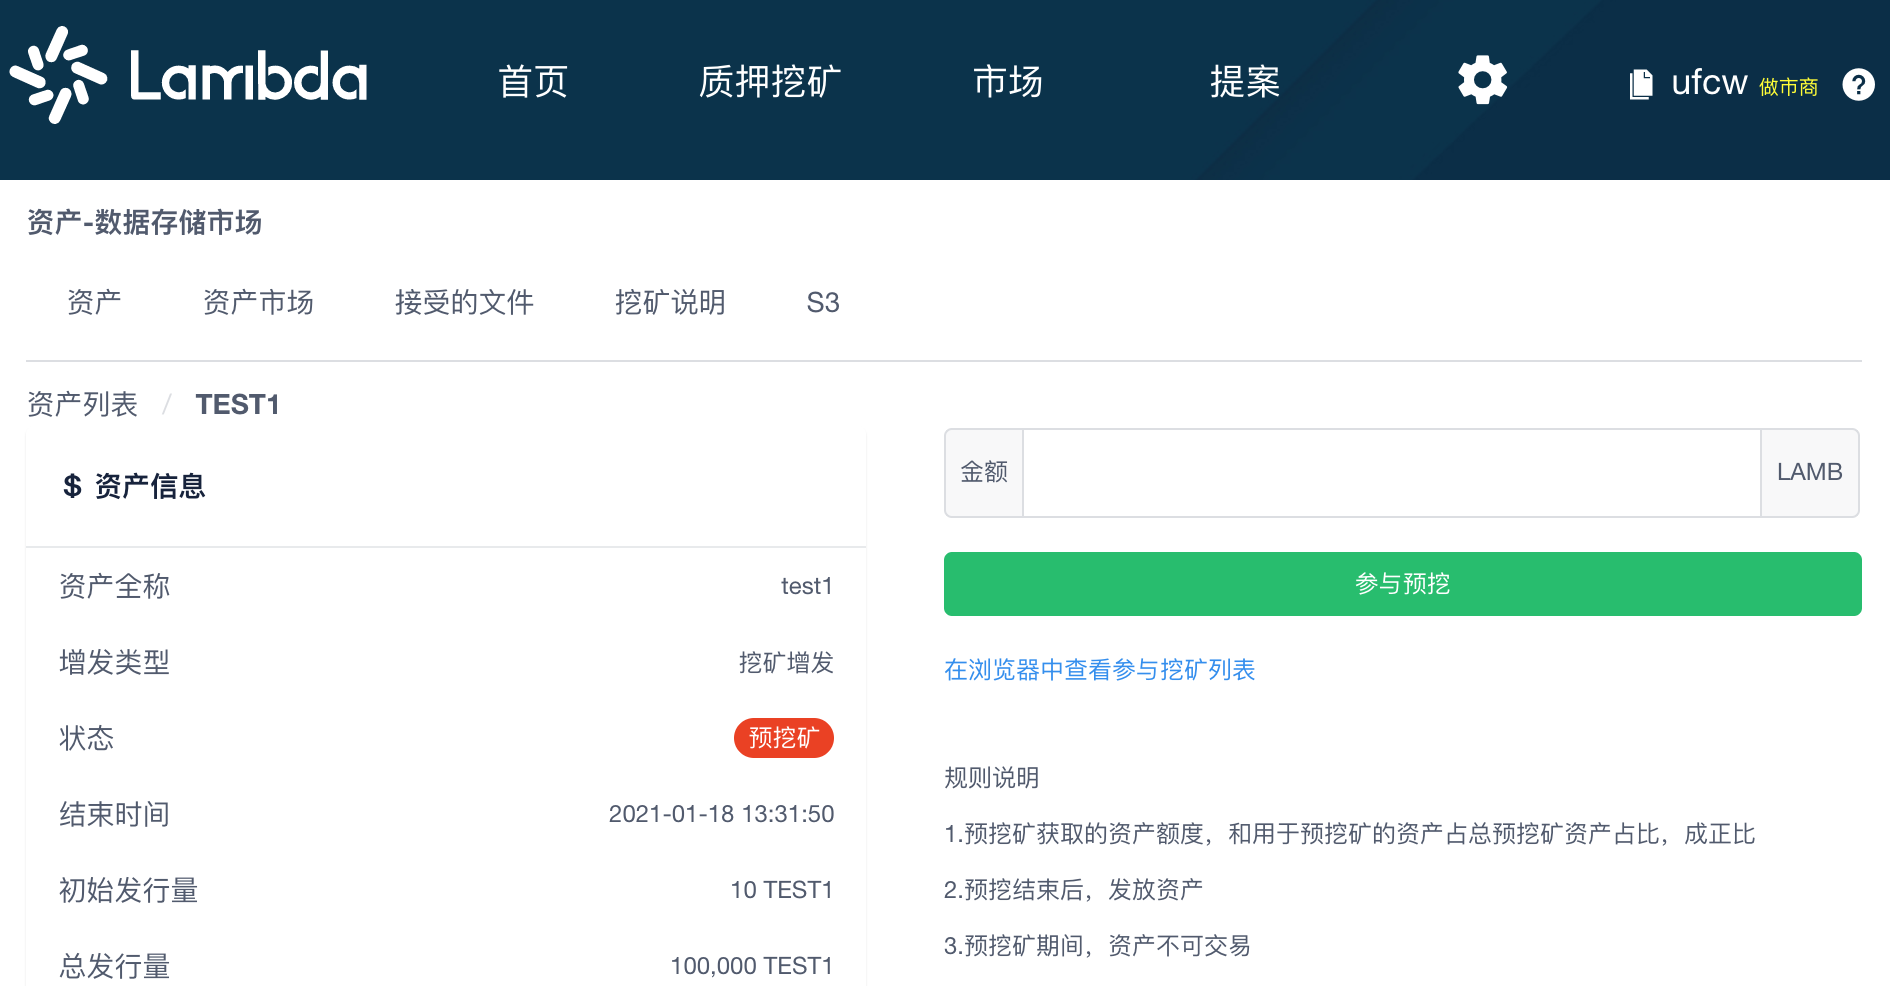 Lambda 首页 质押挖矿 市场 提案 ufcw 做市商
资产-数据存储市场
资产 资产市场 接受的文件 挖矿说明 S3
资产列表 / TEST1
$ 资产信息
资产全称 test1
增发类型 挖矿增发
状态 预挖矿
结束时间 2021-01-18 13:31:50
初始发行量 10 TEST1
总发行量 100,000 TEST1
金额 LAMB
参与预挖
在浏览器中查看参与挖矿列表
规则说明
1.预挖矿获取的资产额度，和用于预挖矿的资产占总预挖矿资产占比，成正比
2.预挖结束后，发放资产
3.预挖矿期间，资产不可交易